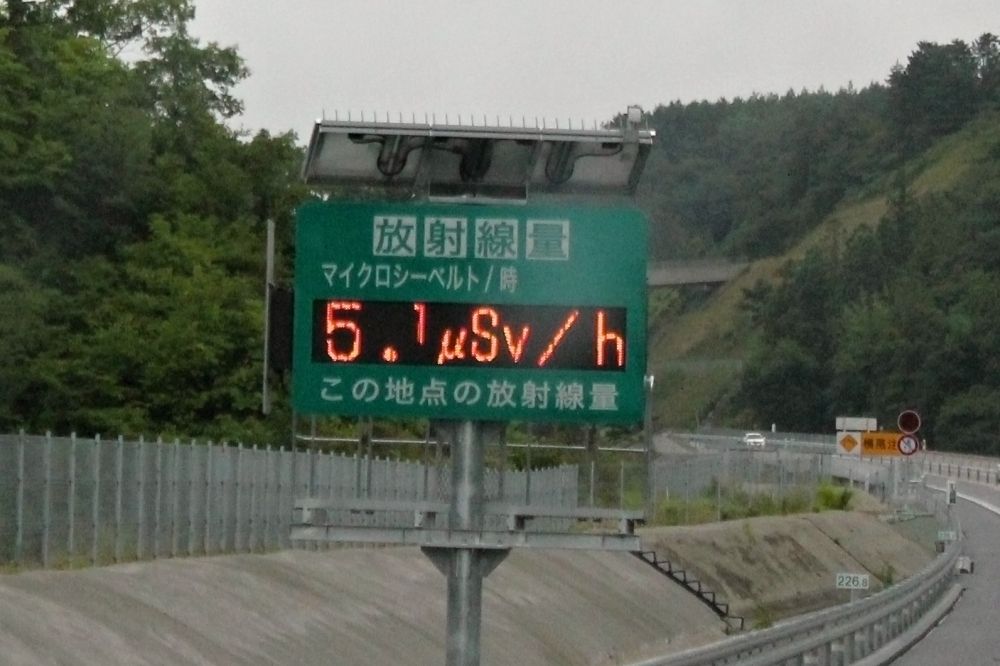 放射線量
マイクロシーベルト/時
5.1μSv/h
この地点の放射線量
226.8